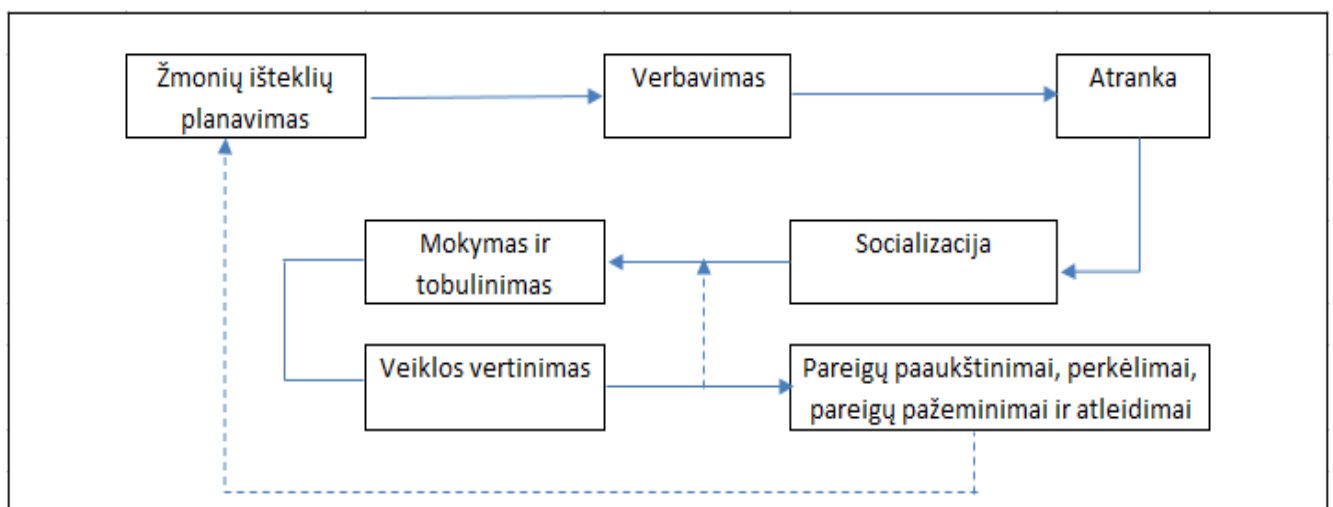 Žmonių išteklių
planavimas
Verbavimas
Atranka
Mokymas ir
tobulinimas
Socializacija
Veiklos vertinimas
Pareigų paaukštinimai, perkėlimai,
pareigų pažeminimai ir atleidimai